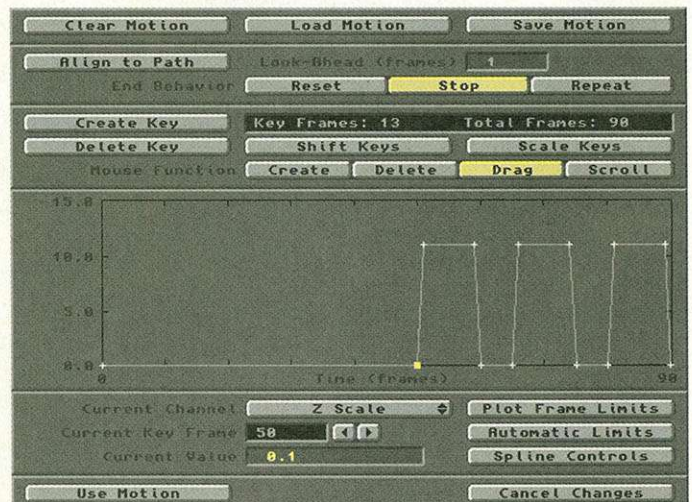 Clear Motion Load Motion Save Motion
Align to Path Look-Ahead (frames) 1
End Behavior Reset Stop Repeat
Create Key Key Frames: 13 Total Frames: 90
Delete Key Shift Keys Scale Keys
Mouse Function Create Delete Drag Scroll
15.0
10.0
5.0
0.0
0 Time (frames) 90
Current Channel Z Scale Plot Frame Limits
Current Key Frame 50 Automatic Limits
Current Value 0.1 Spline Controls
Use Motion Cancel Changes